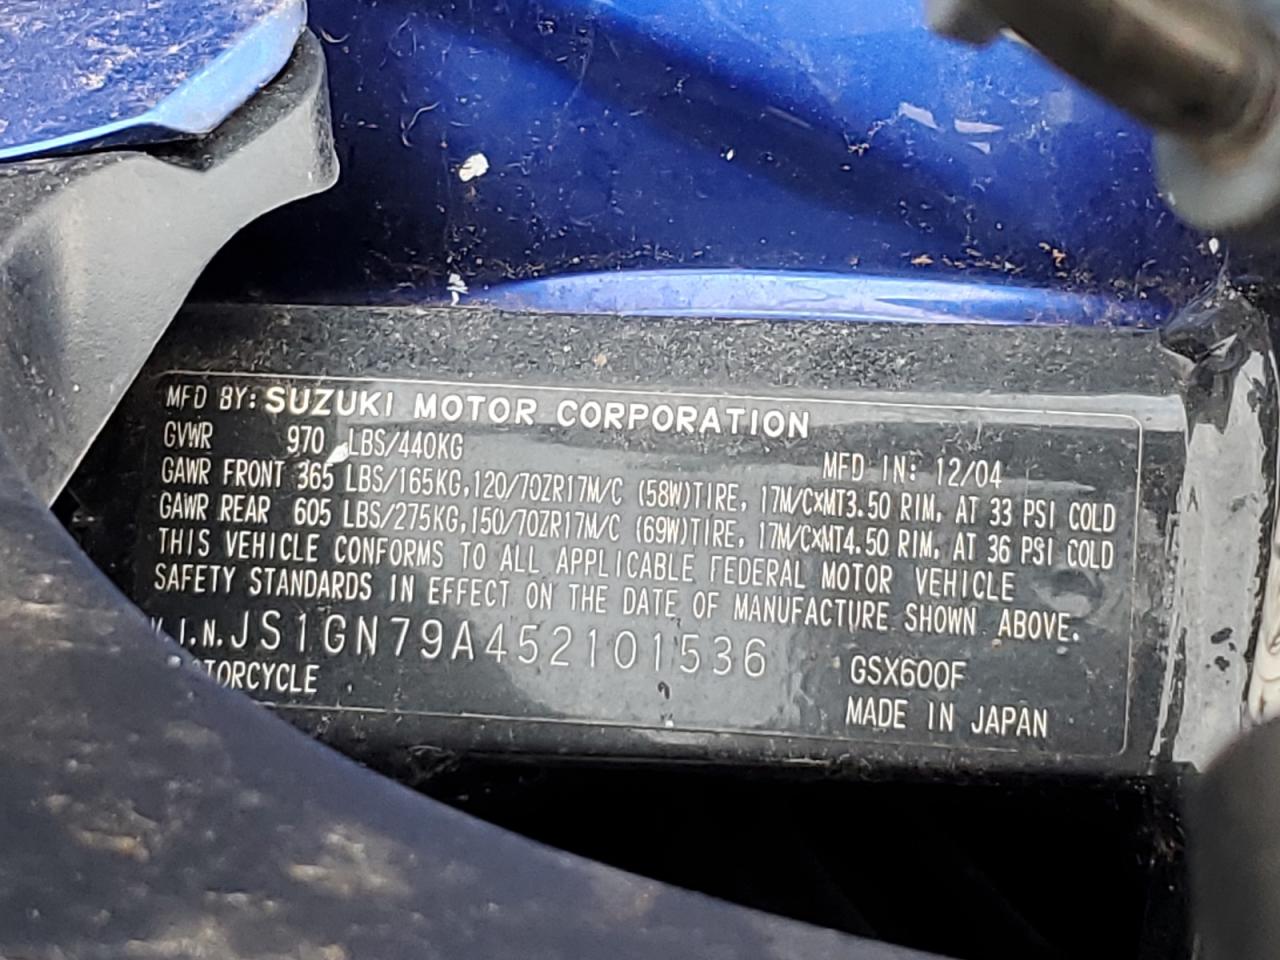 MFD BY: SUZUKI MOTOR CORPORATION
GVWR 970 LBS/440KG MFD IN: 12/04
GAWR FRONT 365 LBS/165KG,120/70ZR17M/C (58W)TIRE, 17M/CxMT3.50 RIM, AT 33 PSI COLD
GAWR REAR 605 LBS/275KG,150/70ZR17M/C (69W)TIRE, 17M/CxMT4.50 RIM, AT 36 PSI COLD
THIS VEHICLE CONFORMS TO ALL APPLICABLE FEDERAL MOTOR VEHICLE
SAFETY STANDARDS IN EFFECT ON THE DATE OF MANUFACTURE SHOWN ABOVE.
V.I.N. JS1GN79A452101536 GSX600F
MOTORCYCLE MADE IN JAPAN